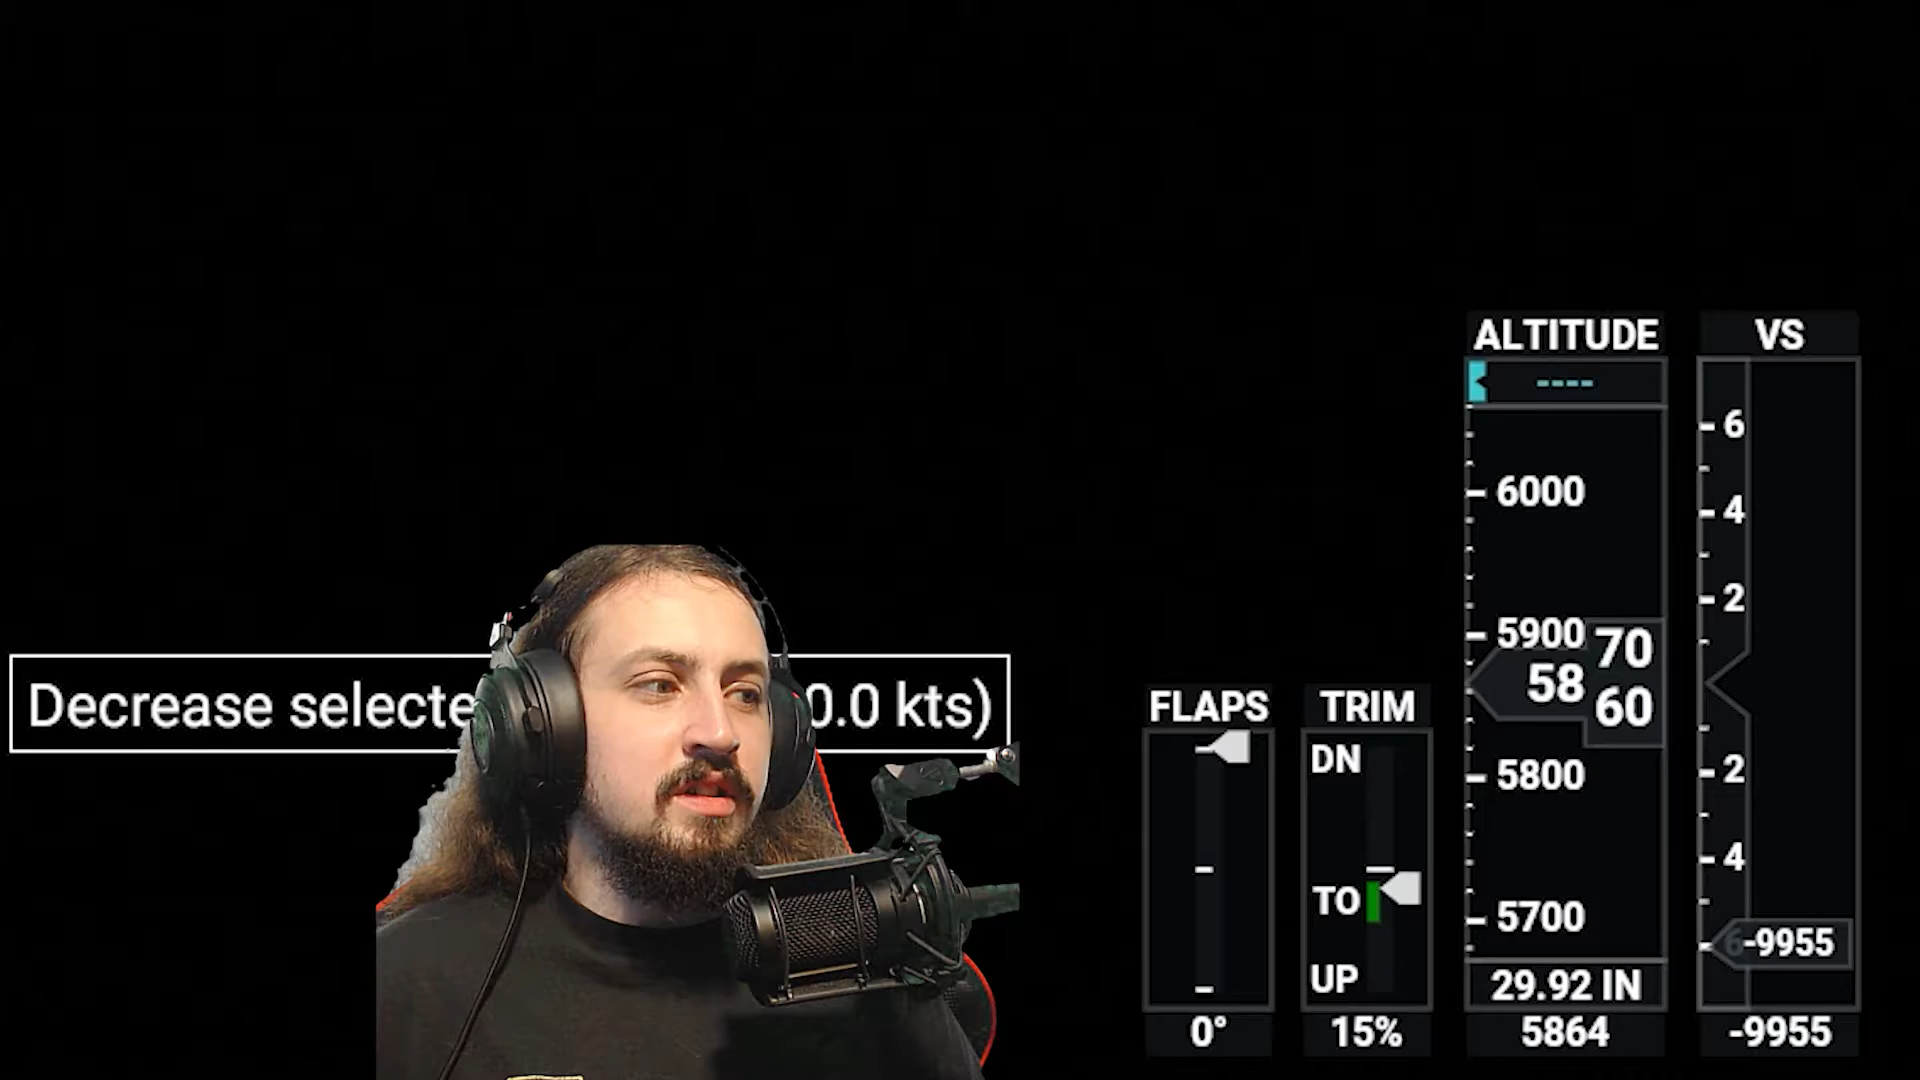 ALTITUDE
VS
----
6
6000
4
2
5900
70
58
60
Decrease selecte
0.0 kts)
FLAPS
TRIM
DN
2
5800
4
TO
5700
6
-9955
UP
29.92 IN
0°
15%
5864
-9955